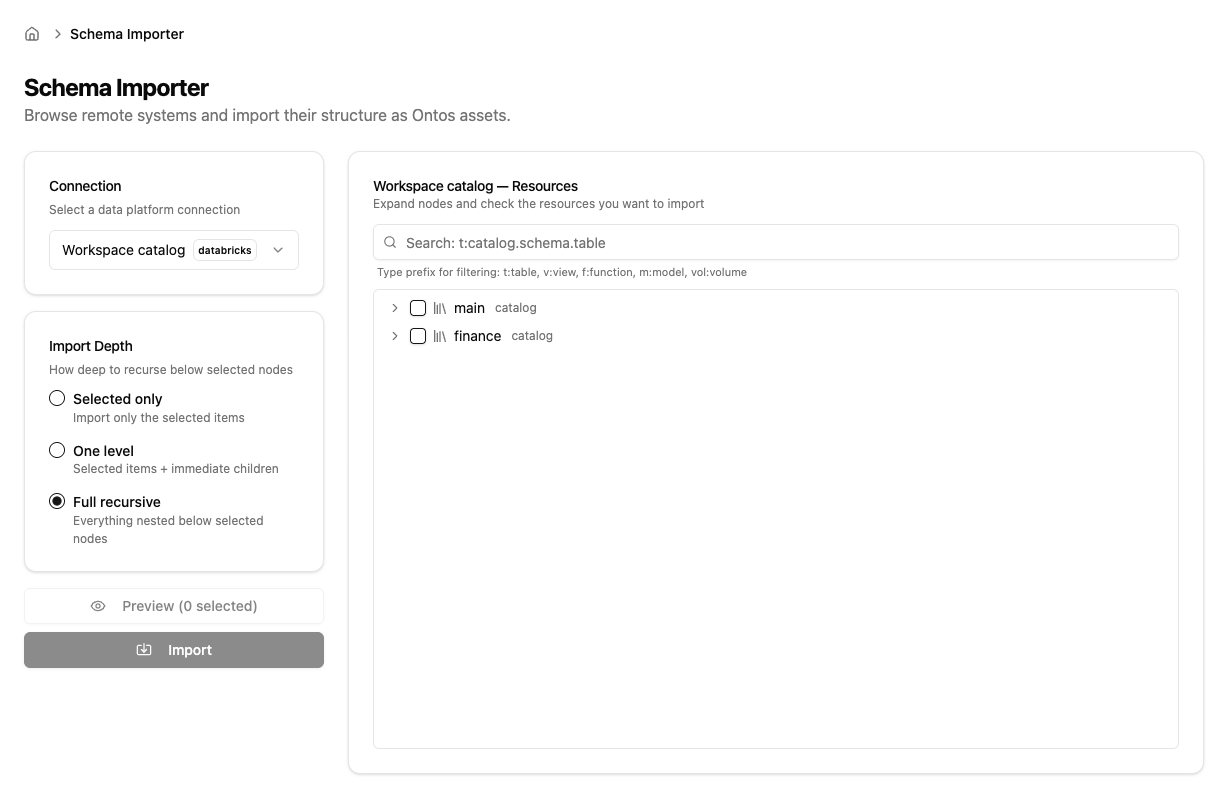 Schema Importer
Schema Importer
Browse remote systems and import their structure as Ontos assets.
Connection
Select a data platform connection
Workspace catalog databricks
Import Depth
How deep to recurse below selected nodes
Selected only
Import only the selected items
One level
Selected items + immediate children
Full recursive
Everything nested below selected
nodes
Preview (0 selected)
Import
Workspace catalog — Resources
Expand nodes and check the resources you want to import
Search: t:catalog.schema.table
Type prefix for filtering: t:table, v:view, f:function, m:model, vol:volume
main catalog
finance catalog